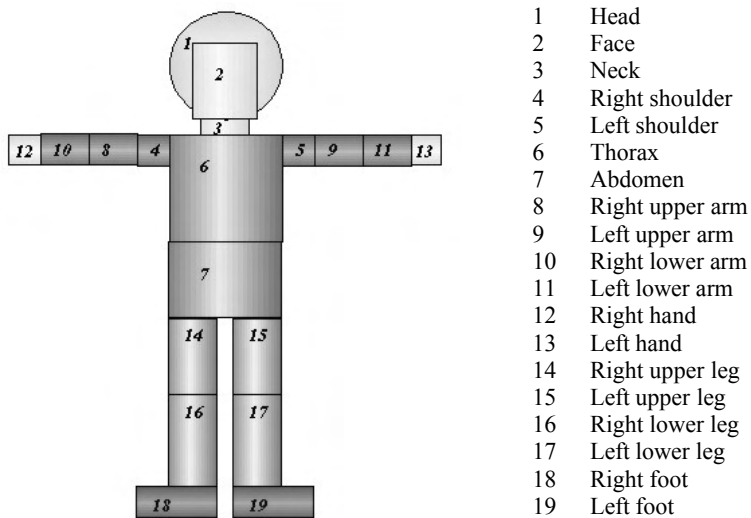 1 Head
2 Face
3 Neck
4 Right shoulder
5 Left shoulder
6 Thorax
7 Abdomen
8 Right upper arm
9 Left upper arm
10 Right lower arm
11 Left lower arm
12 Right hand
13 Left hand
14 Right upper leg
15 Left upper leg
16 Right lower leg
17 Left lower leg
18 Right foot
19 Left foot
1
2
3
12 10 8 4 6 5 9 11 13
7
14 15
16 17
18 19